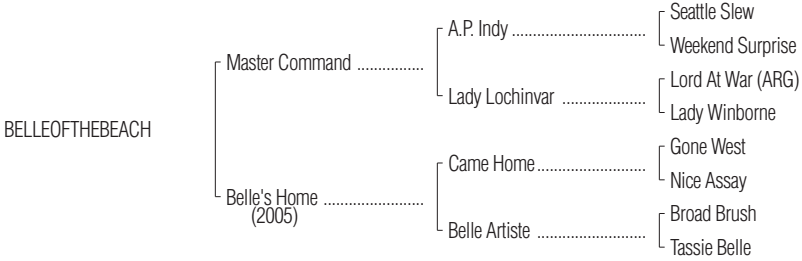 Seattle Slew
A.P. Indy ................................
Weekend Surprise
Master Command ................
Lord At War (ARG)
Lady Lochinvar ....................
Lady Winborne
BELLEOFTHEBEACH
Gone West
Came Home..........................
Nice Assay
Belle's Home ........................
(2005)
Broad Brush
Belle Artiste ..........................
Tassie Belle